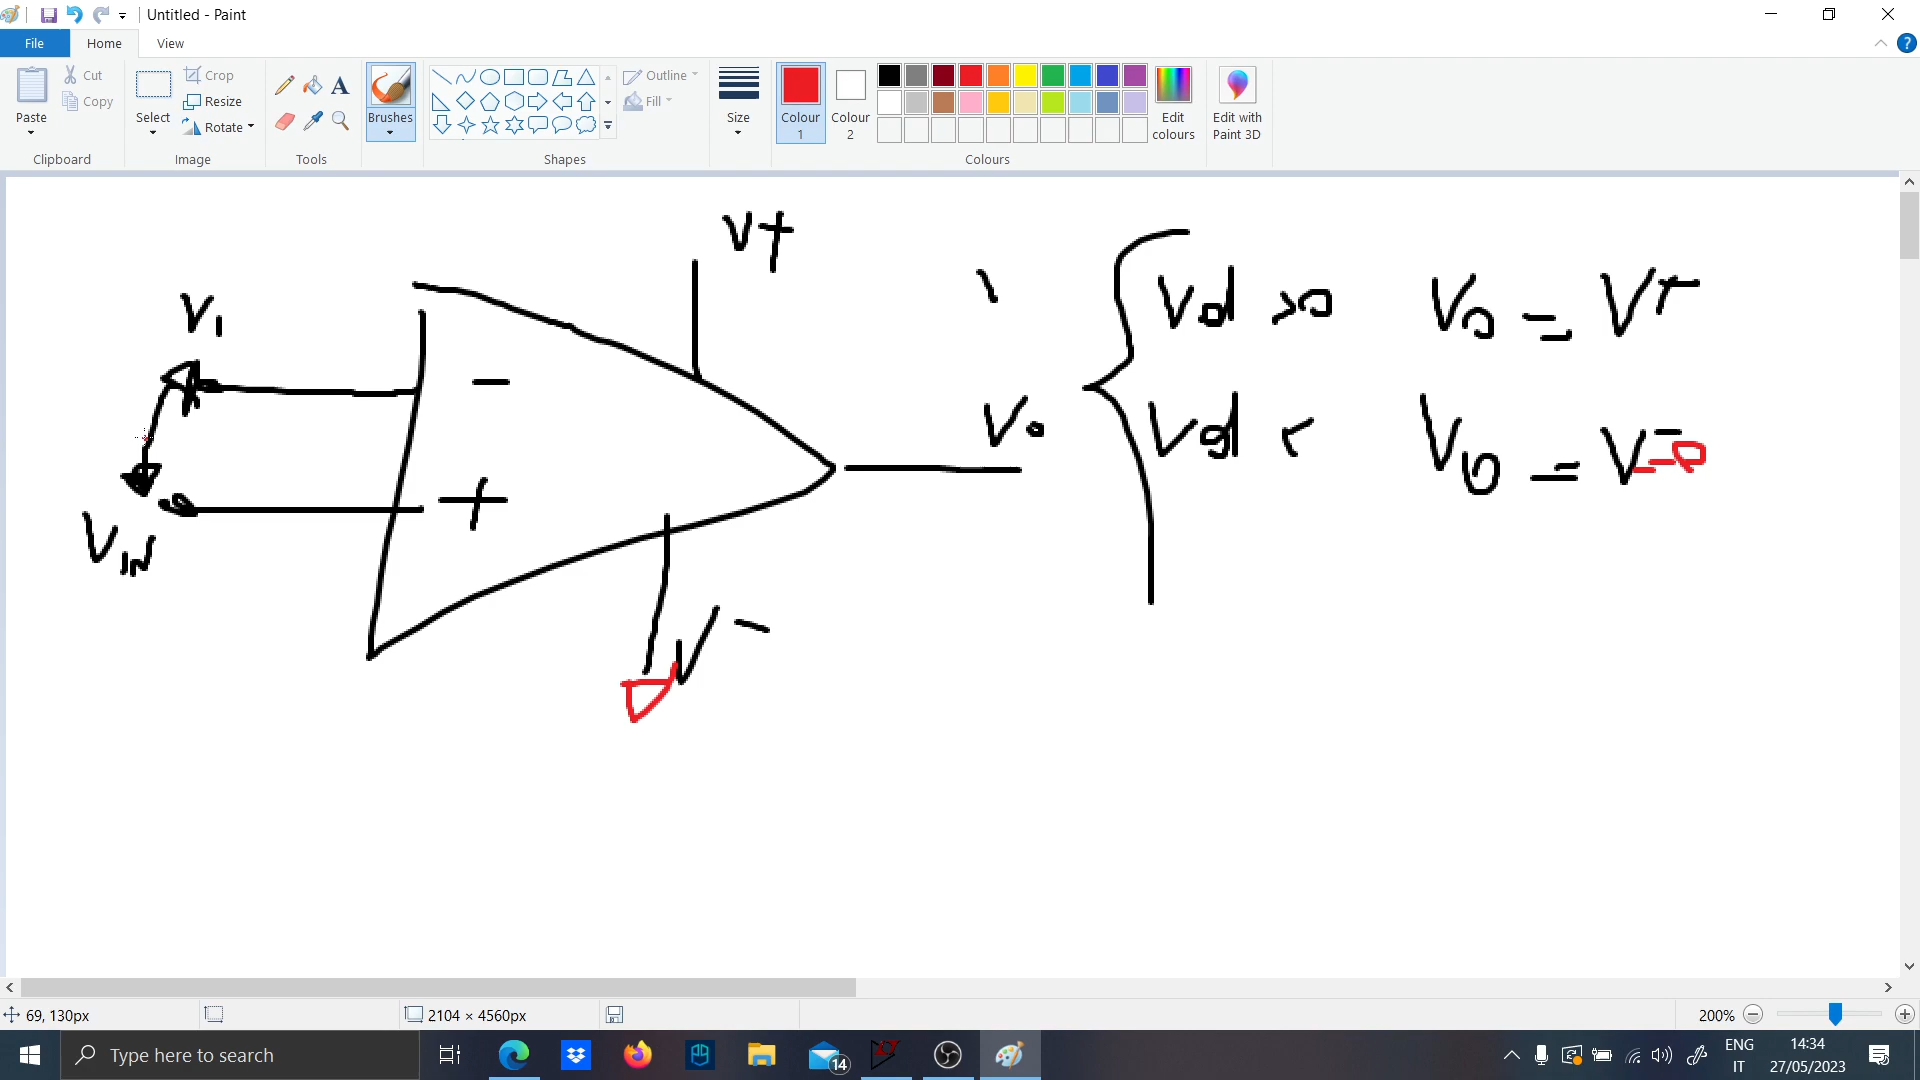 Untitled - Paint
File Home View
Cut
Copy
Paste
Clipboard
Crop
Resize
Rotate
Select
Image
Tools
Brushes
Outline
Fill
Shapes
Size
Colour 1
Colour 2
Edit colours
Edit with Paint 3D
Colours
V+
V1
-
+
VIN
V-
Vo
Vd >0 Vo = V+
Vd < Vo = V-
69, 130px
2104 × 4560px
200%
Type here to search
14
ENG
IT
14:34
27/05/2023